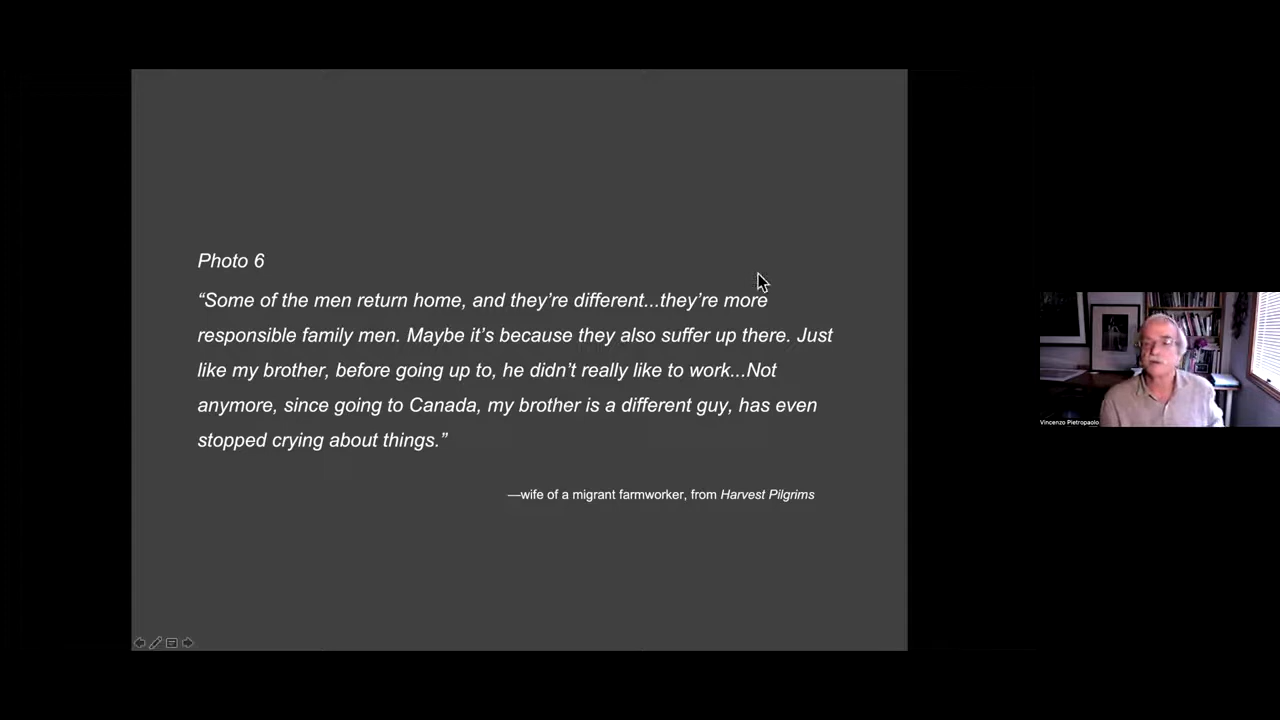 Photo 6
“Some of the men return home, and they’re different...they’re more
responsible family men. Maybe it’s because they also suffer up there. Just
like my brother, before going up to, he didn’t really like to work...Not
anymore, since going to Canada, my brother is a different guy, has even
stopped crying about things.”
—wife of a migrant farmworker, from Harvest Pilgrims
Vincenzo Pietropaolo